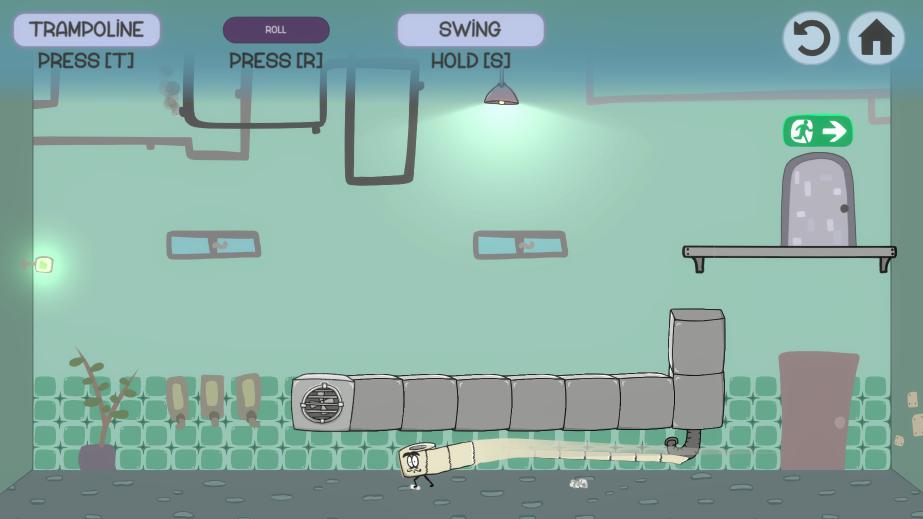 TRAMPOLINE
ROLL
SWING
PRESS [T]
PRESS [R]
HOLD [S]